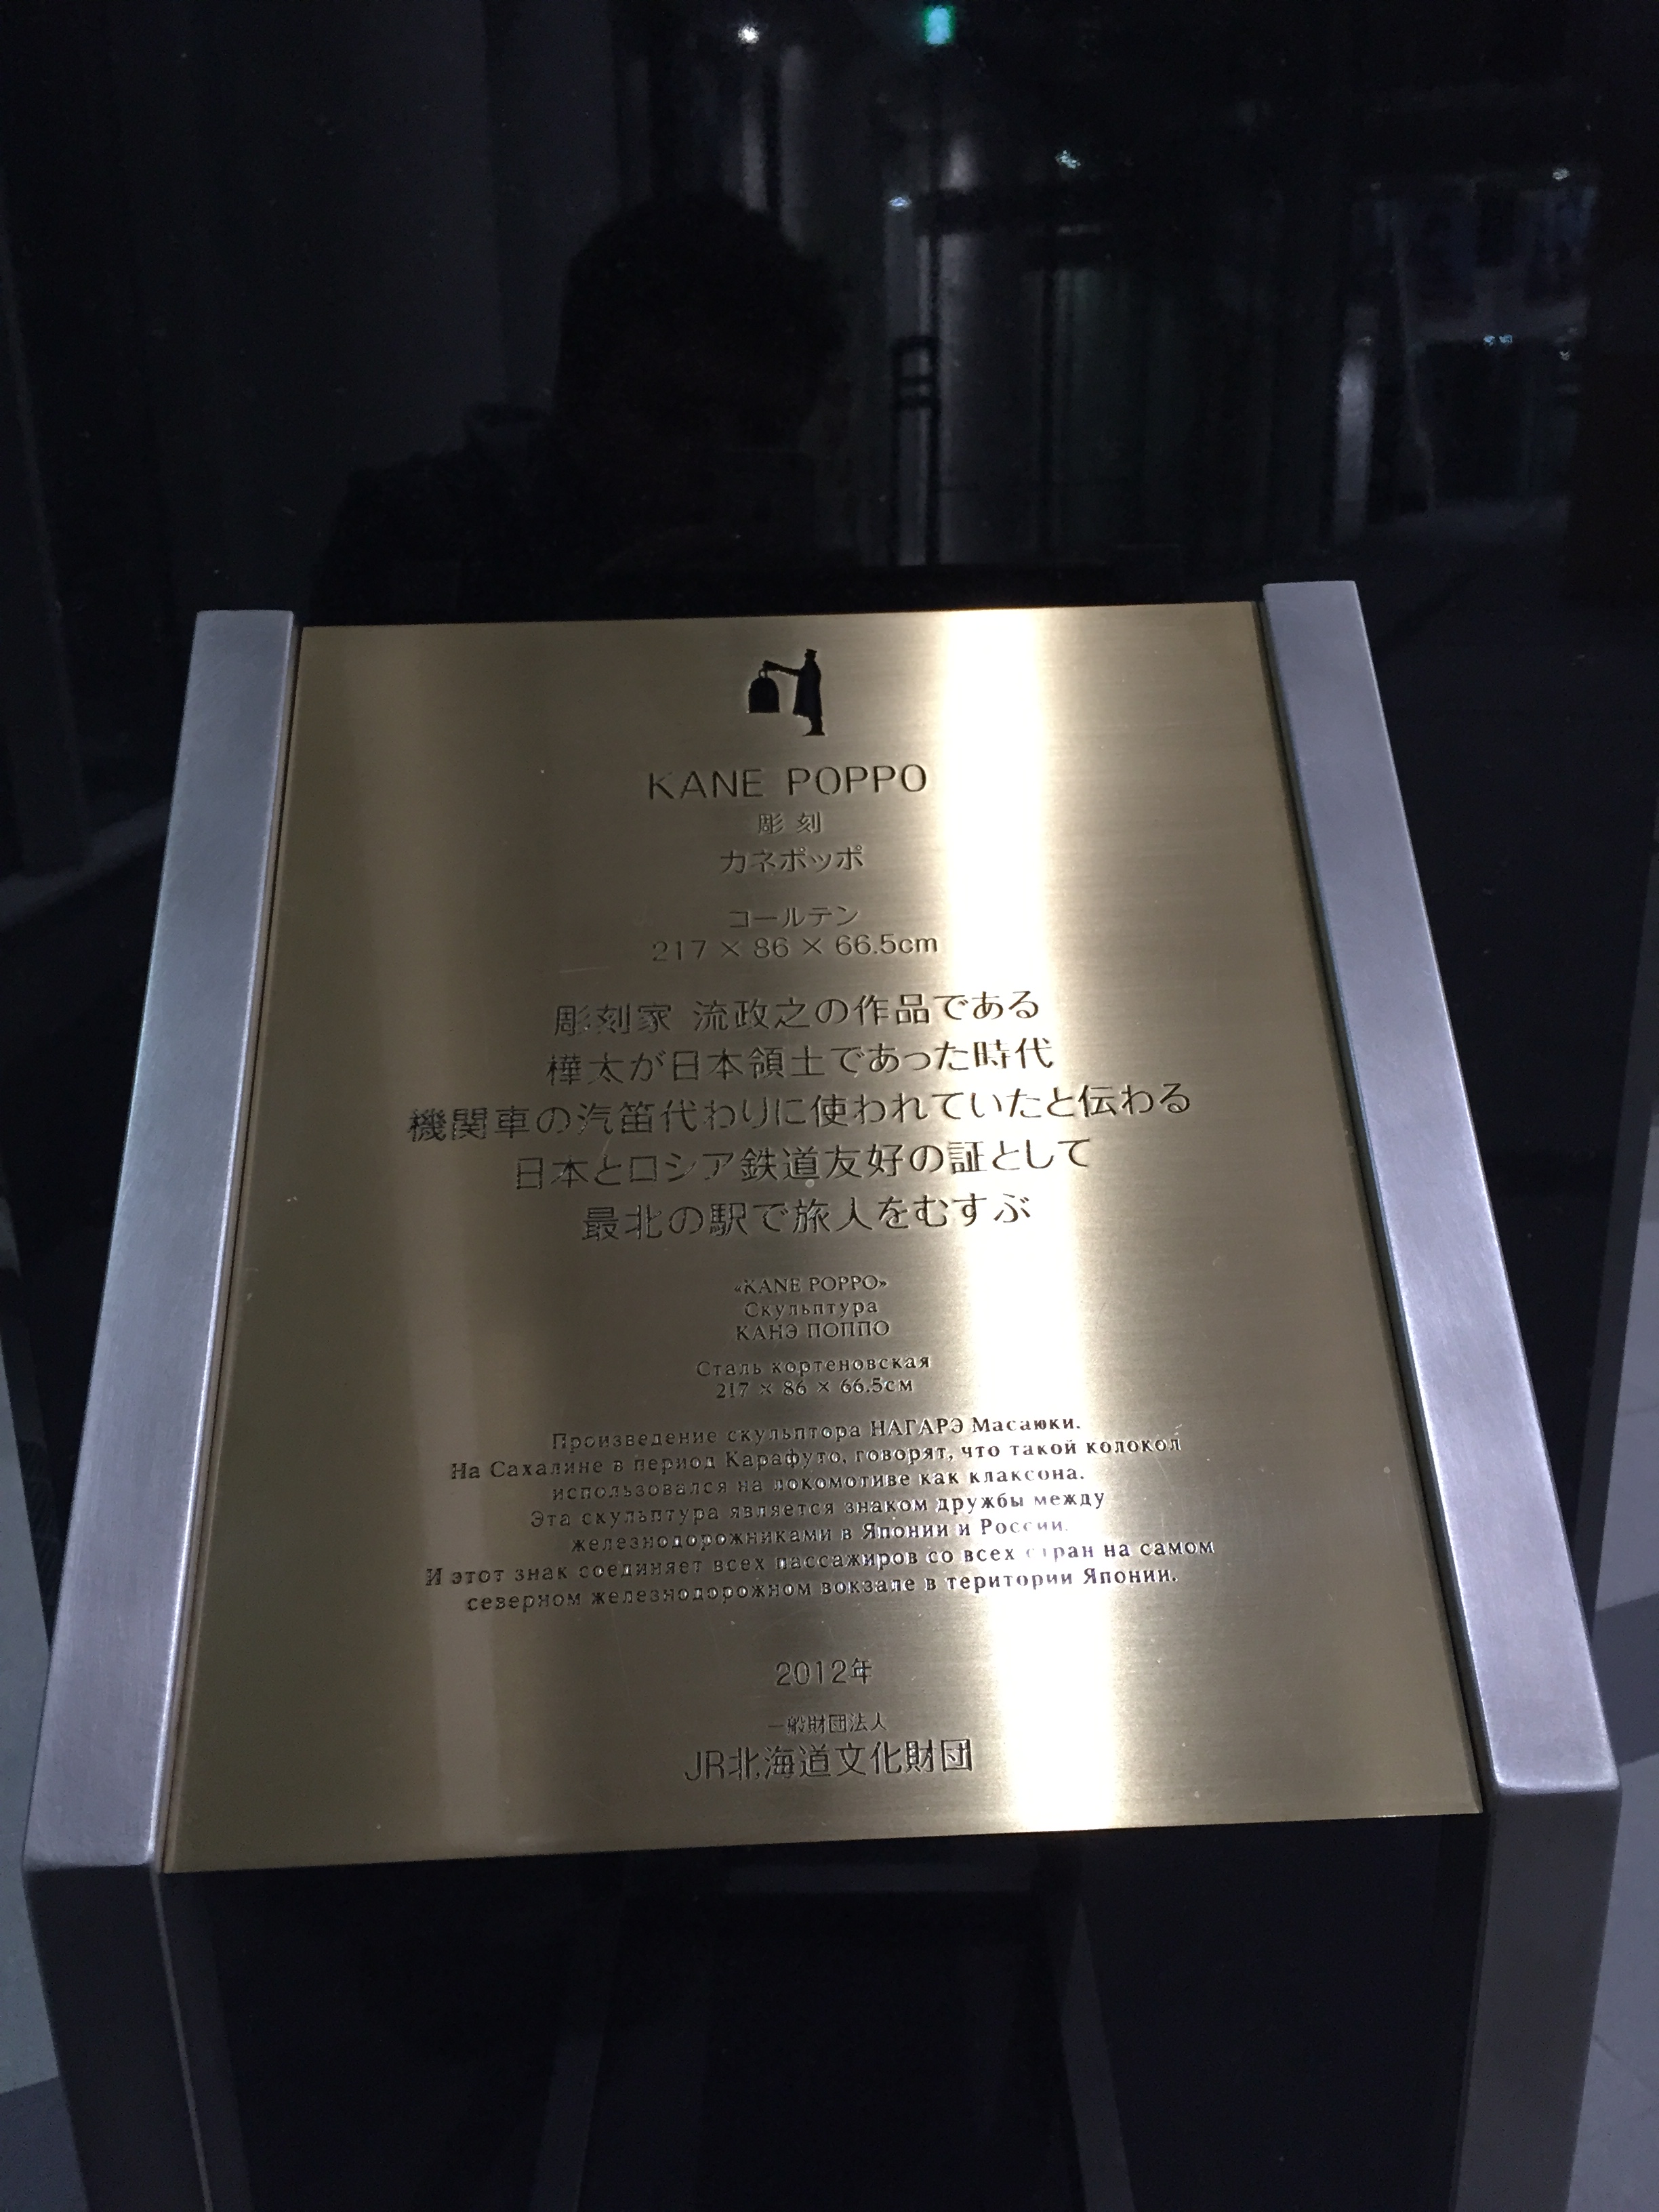 KANE POPPO
彫刻
カネポッポ
コールテン
217 × 86 × 66.5cm
彫刻家 流政之の作品である
樺太が日本領土であった時代
機関車の汽笛代わりに使われていたと伝わる
日本とロシア鉄道友好の証として
最北の駅で旅人をむすぶ
«KANE POPPO»
Скульптура
КАНЭ ПОППО
Сталь кортеновская
217 × 86 × 66.5см
Произведение скульптора НАГАРЭ Масаюки.
На Сахалине в период Карафуто, говорят, что такой колокол
использовался на локомотиве как клаксона.
Эта скульптура является знаком дружбы между
железнодорожниками в Японии и России.
И этот знак соединяет всех пассажиров со всех стран на самом
северном железнодорожном вокзале в територии Японии.
2012年
一般財団法人
JR北海道文化財団